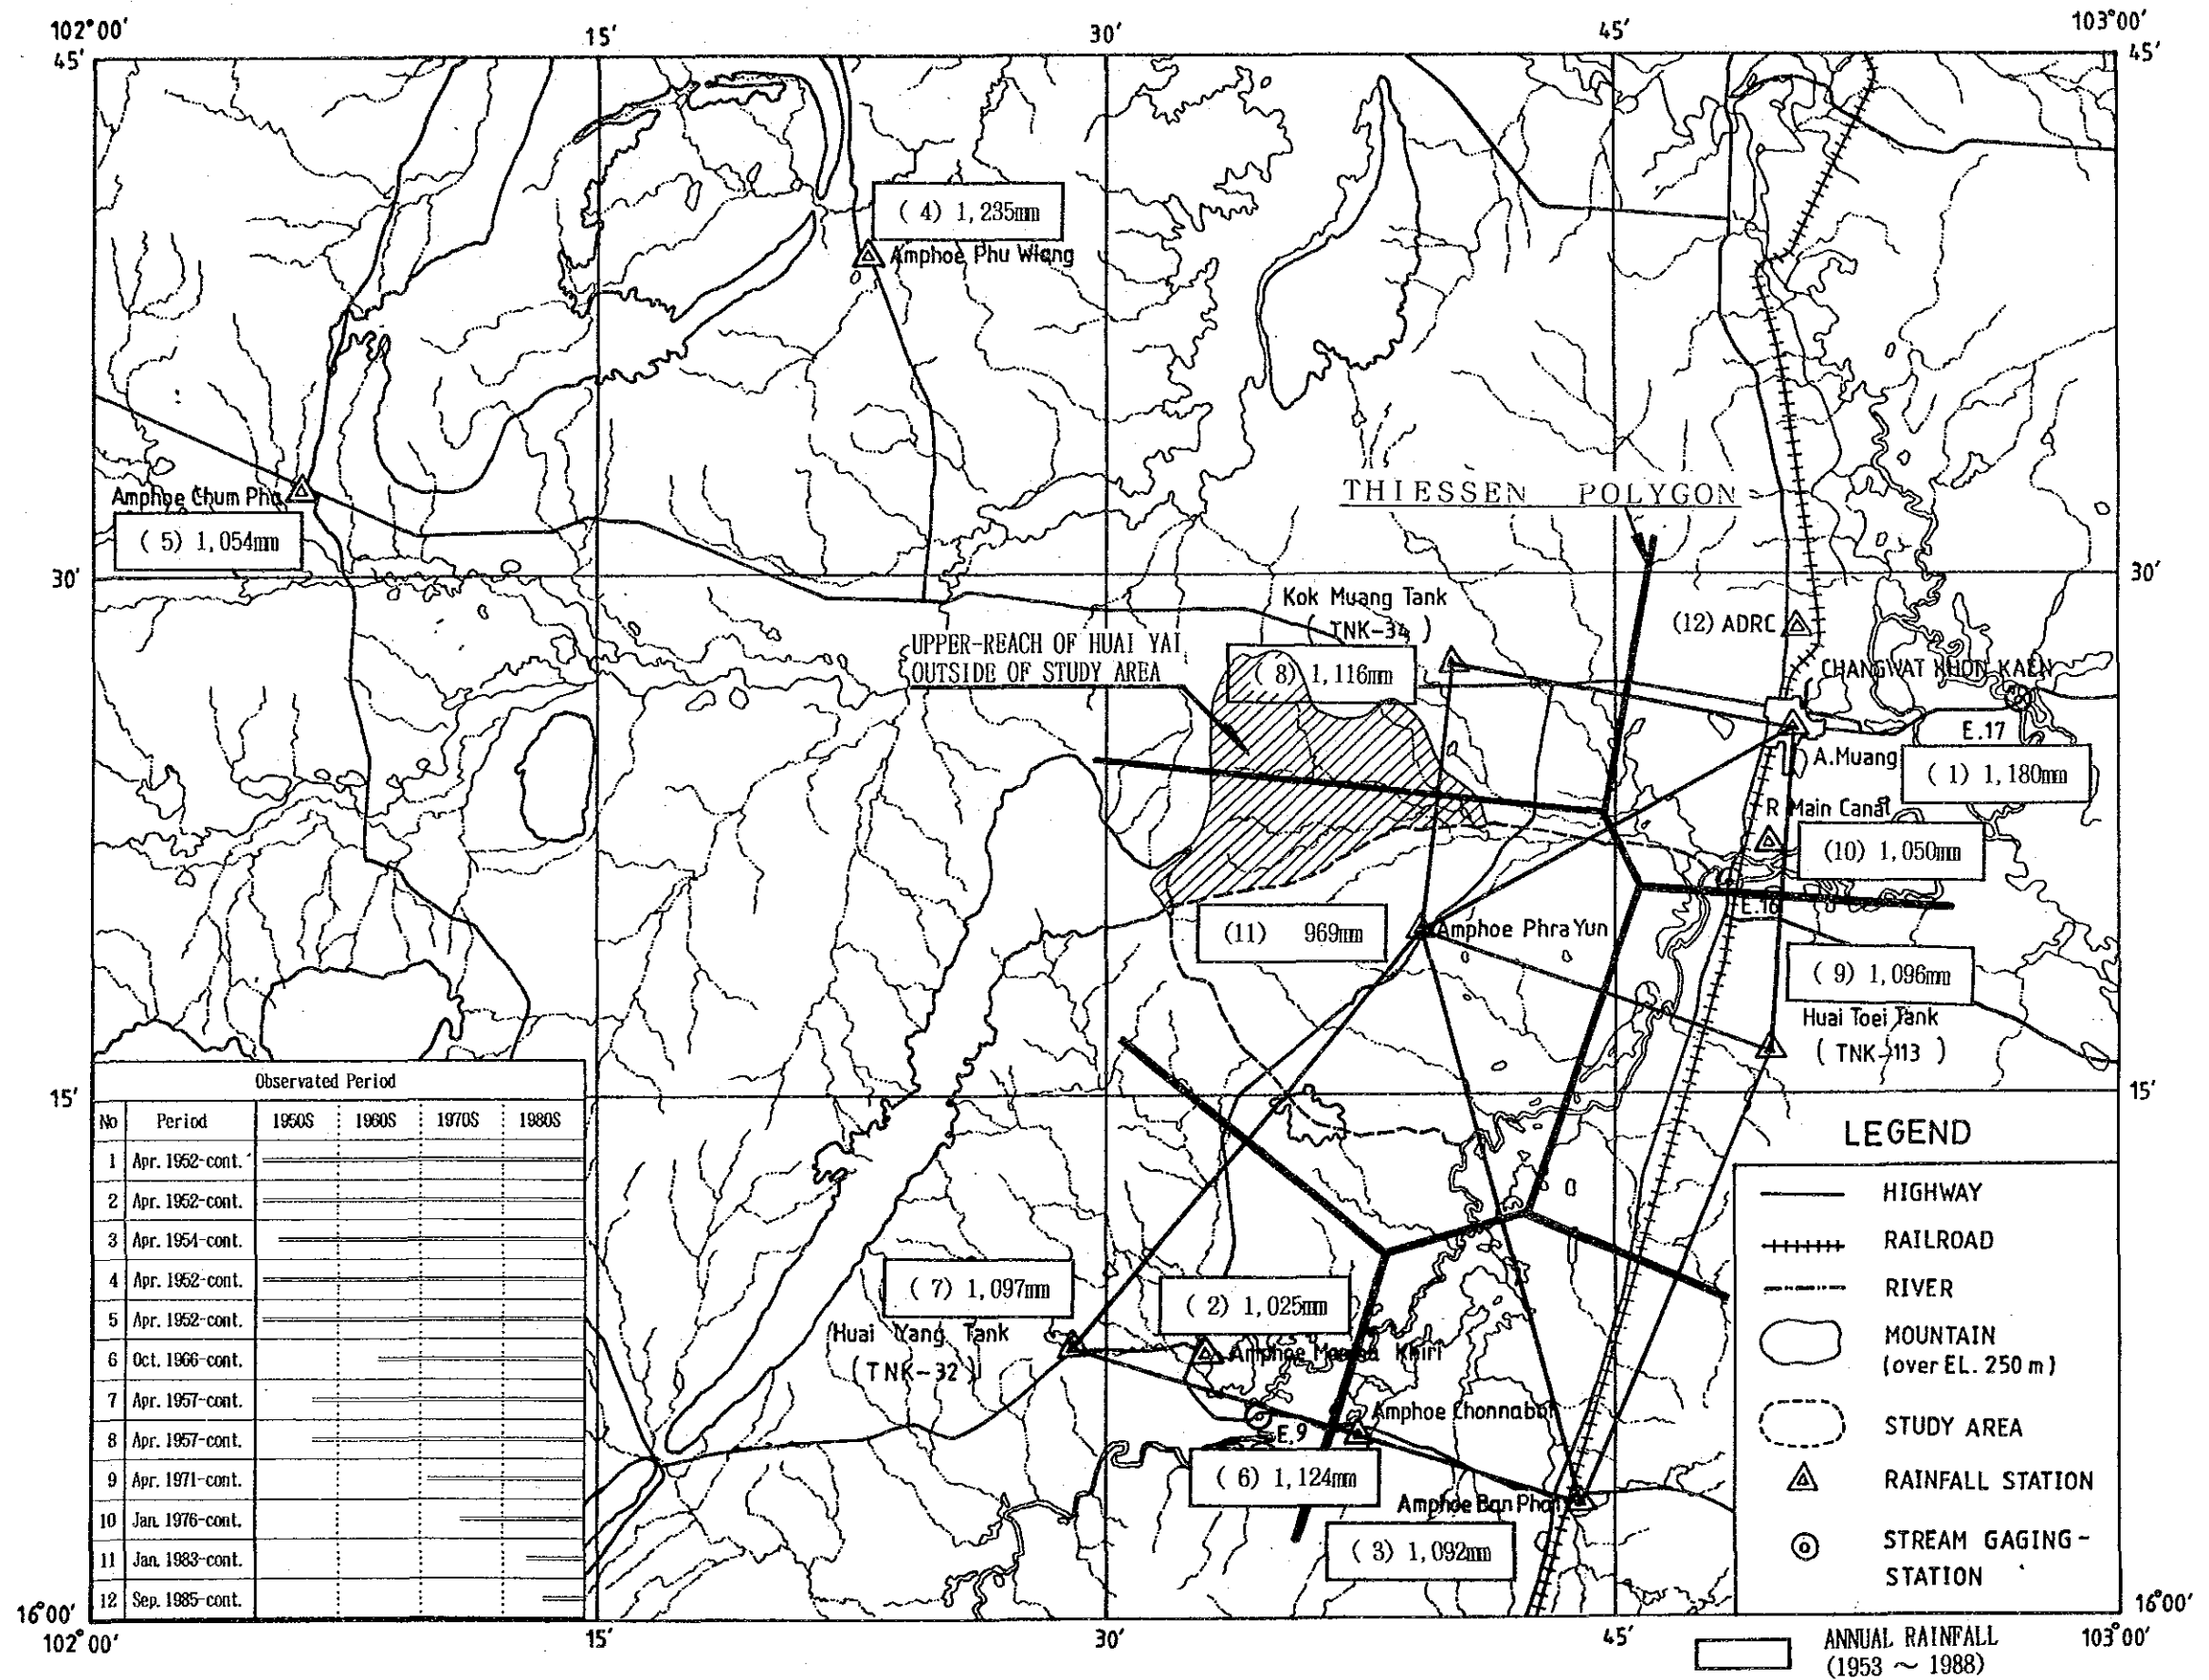 102°00′ 15′ 30′ 45′ 103°00′
45′ 45′
( 4) 1,235mm
Amphoe Phu Wiang
THIESSEN POLYGON
Amphoe Chum Pha
( 5) 1,054mm
30′ 30′
Kok Muang Tank
( TNK-34 )
(12) ADRC
UPPER-REACH OF HUAI YAI
OUTSIDE OF STUDY AREA
( 8) 1,116mm
CHANGWAT KHON KAEN
E.17
A.Muang
( 1) 1,180mm
R Main Canal
(10) 1,050mm
E.16
(11) 969mm
Amphoe Phra Yun
( 9) 1,096mm
Huai Toei Tank
( TNK-113 )
15′ 15′
Observated Period
No Period 1950S 1960S 1970S 1980S
1 Apr. 1952-cont.
2 Apr. 1952-cont.
3 Apr. 1954-cont.
4 Apr. 1952-cont.
5 Apr. 1952-cont.
6 Oct. 1966-cont.
7 Apr. 1957-cont.
8 Apr. 1957-cont.
9 Apr. 1971-cont.
10 Jan. 1976-cont.
11 Jan. 1983-cont.
12 Sep. 1985-cont.
( 7) 1,097mm
Huai Yang Tank
(TNK-32)
( 2) 1,025mm
Amphoe Khiri
Amphoe Chonnabot
E.9
( 6) 1,124mm
Amphoe Ban Phai
( 3) 1,092mm
LEGEND
HIGHWAY
RAILROAD
RIVER
MOUNTAIN
(over EL. 250 m)
STUDY AREA
RAINFALL STATION
STREAM GAGING-
STATION
16°00′ 16°00′
102°00′ 15′ 30′ 45′ 103°00′
ANNUAL RAINFALL
(1953 ~ 1988)